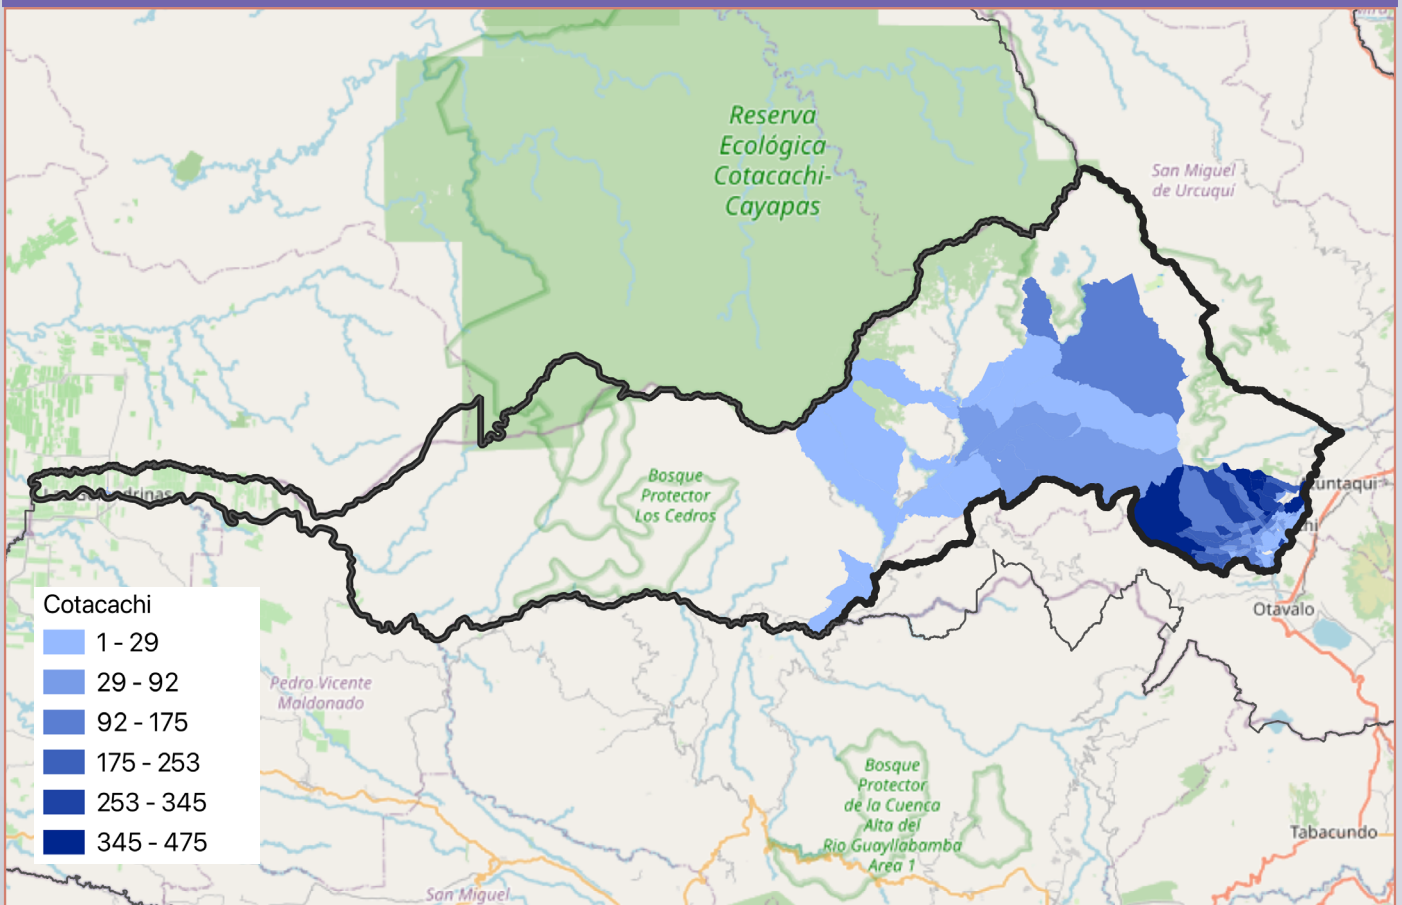 Reserva
Ecológica
Cotacachi-
Cayapas
San Miguel
de Urcuquí
Bosque
Protector
Los Cedros
Otavalo
Cotacachi
1 - 29
29 - 92
92 - 175
175 - 253
253 - 345
345 - 475
Pedro Vicente
Maldonado
Bosque
Protector
de la Cuenca
Alta del
Rio Guayllabamba
Area 1
Tabacundo
San Miguel